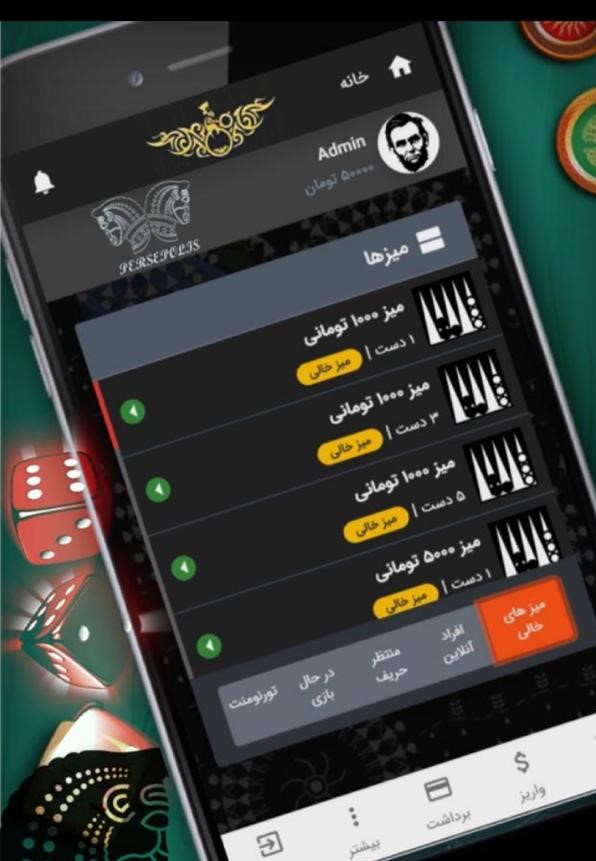 خانه
Admin
۵۰۰۰۰ تومان
PERSEPOLIS
میزها
میز ۱۰۰۰ تومانی
۱ دست | میز خالی
میز ۱۰۰۰ تومانی
۳ دست | میز خالی
میز ۱۰۰۰ تومانی
۵ دست | میز خالی
میز ۵۰۰۰ تومانی
۱ دست | میز خالی
میز های
خالی
افراد
آنلاین
منتظر
حریف
در حال
بازی
تورنومنت
واریز
برداشت
بیشتر